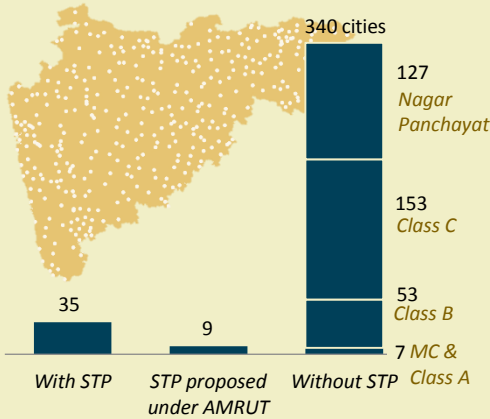 340 cities
127
Nagar
Panchayat
153
Class C
53
Class B
7 MC &
Class A
35
9
With STP
STP proposed
under AMRUT
Without STP